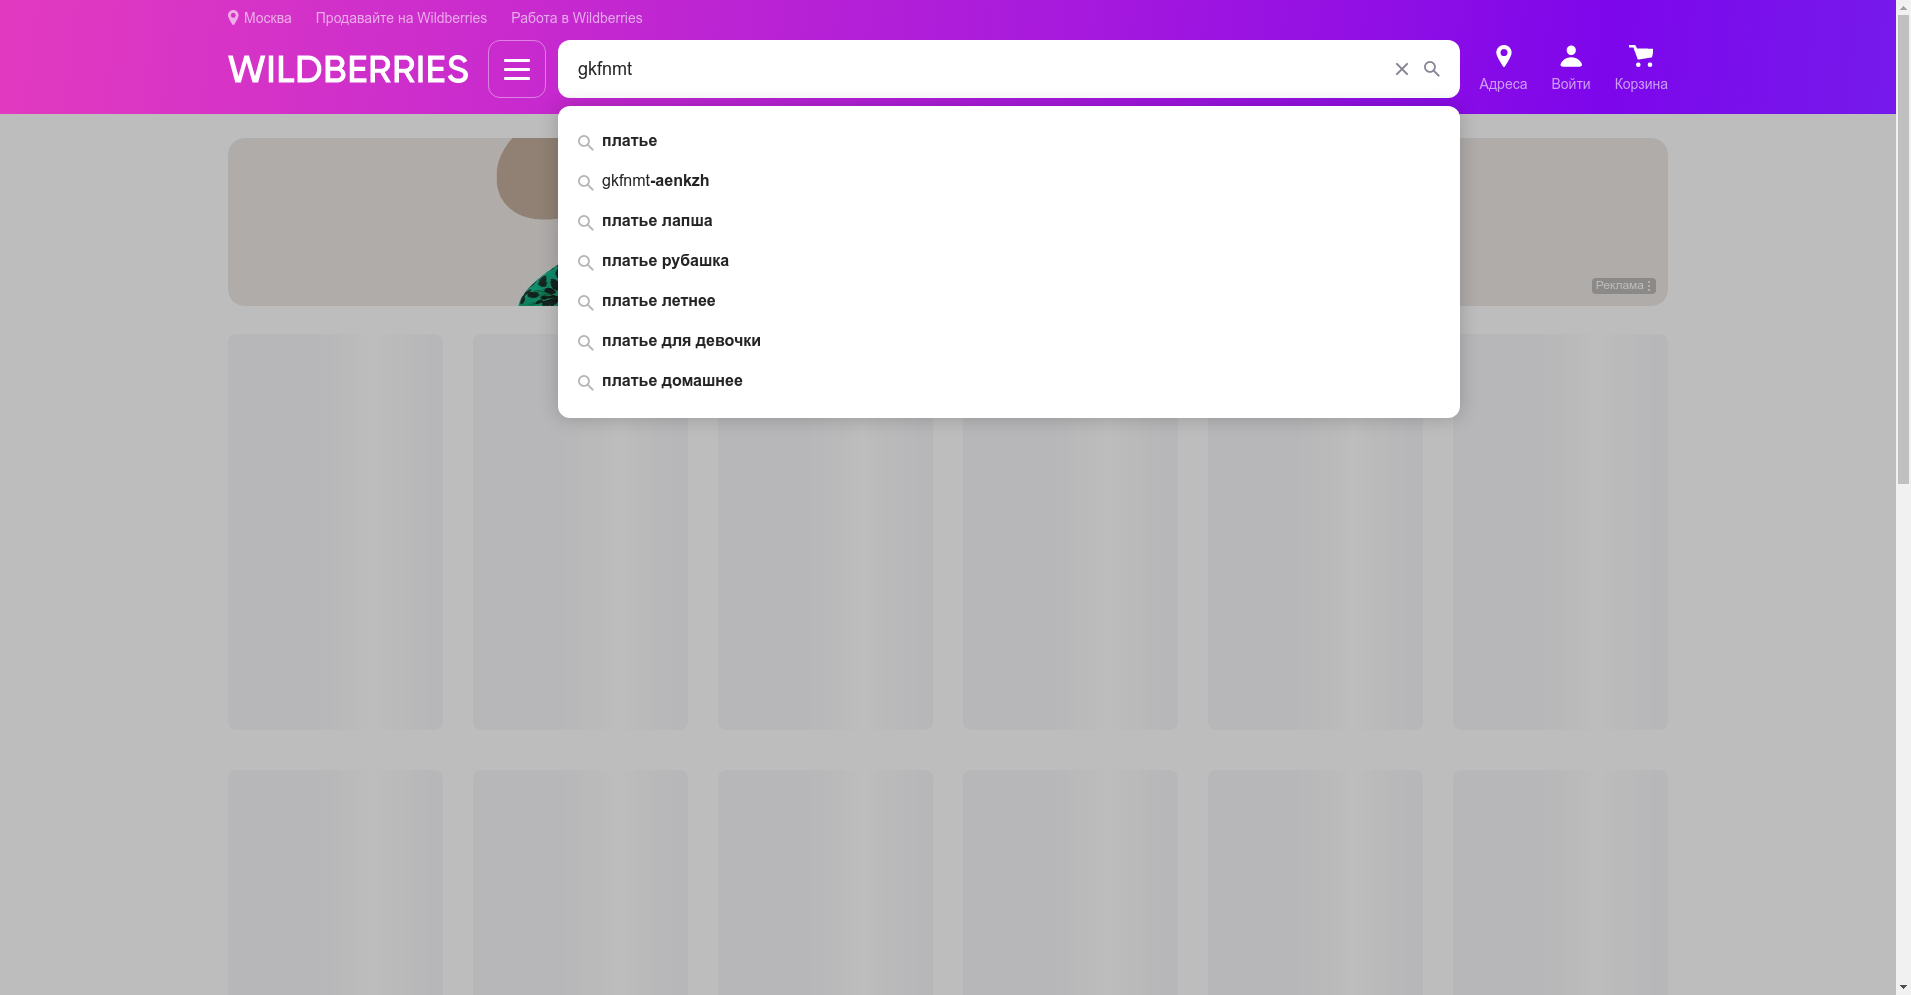 Москва Продавайте на Wildberries Работа в Wildberries
WILDBERRIES
gkfnmt
Адреса Войти Корзина
платье
gkfnmt-aenkzh
платье лапша
платье рубашка
платье летнее
платье для девочки
платье домашнее
Реклама